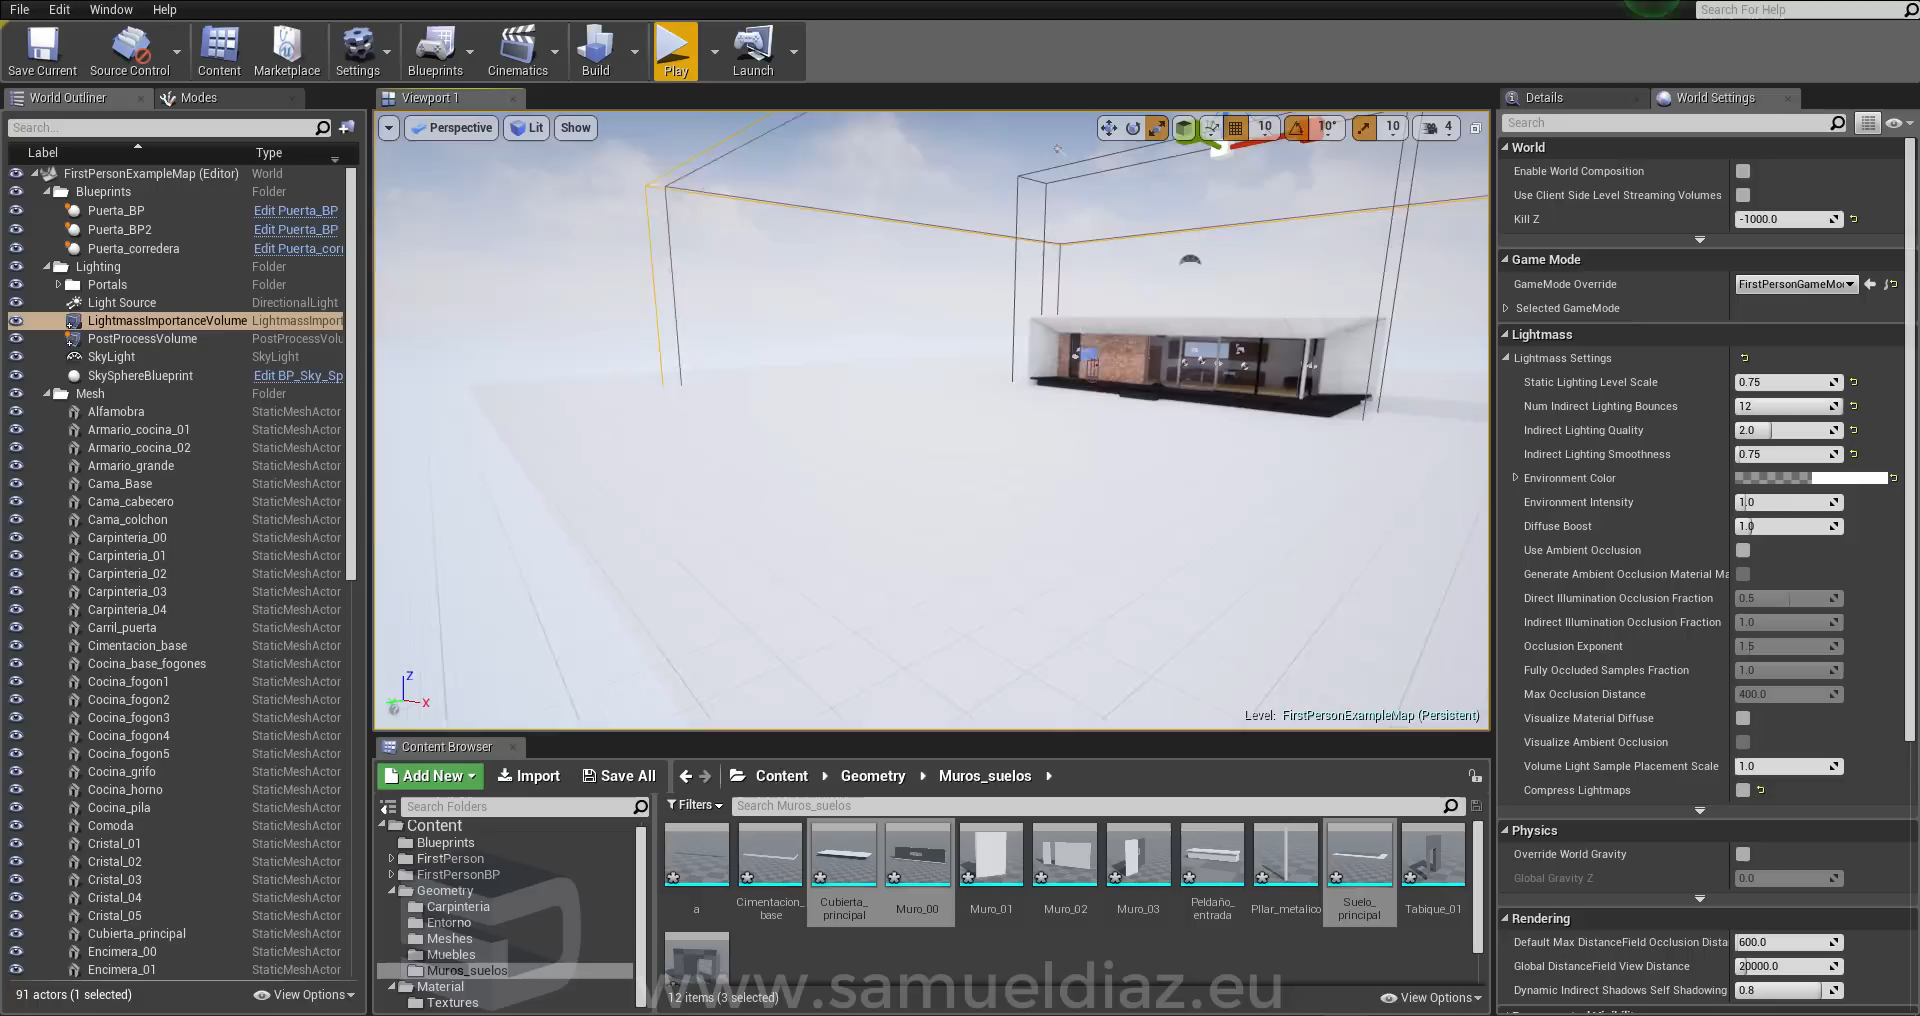 File Edit Window Help
Search For Help
Save Current Source Control Content Marketplace Settings Blueprints Cinematics Build Play Launch
World Outliner Modes Viewport 1 Details World Settings
Search...
Label Type
FirstPersonExampleMap (Editor) World
Blueprints Folder
Puerta_BP Edit Puerta_BP
Puerta_BP2 Edit Puerta_BP
Puerta_corredera Edit Puerta_corr
Lighting Folder
Portals Folder
Light Source DirectionalLight
LightmassImportanceVolume LightmassImport
PostProcessVolume PostProcessVolu
SkyLight SkyLight
SkySphereBlueprint Edit BP_Sky_Sp
Mesh Folder
Alfamobra StaticMeshActor
Armario_cocina_01 StaticMeshActor
Armario_cocina_02 StaticMeshActor
Armario_grande StaticMeshActor
Cama_Base StaticMeshActor
Cama_cabecero StaticMeshActor
Cama_colchon StaticMeshActor
Carpinteria_00 StaticMeshActor
Carpinteria_01 StaticMeshActor
Carpinteria_02 StaticMeshActor
Carpinteria_03 StaticMeshActor
Carpinteria_04 StaticMeshActor
Carril_puerta StaticMeshActor
Cimentacion_base StaticMeshActor
Cocina_base_fogones StaticMeshActor
Cocina_fogon1 StaticMeshActor
Cocina_fogon2 StaticMeshActor
Cocina_fogon3 StaticMeshActor
Cocina_fogon4 StaticMeshActor
Cocina_fogon5 StaticMeshActor
Cocina_grifo StaticMeshActor
Cocina_horno StaticMeshActor
Cocina_pila StaticMeshActor
Comoda StaticMeshActor
Cristal_01 StaticMeshActor
Cristal_02 StaticMeshActor
Cristal_03 StaticMeshActor
Cristal_04 StaticMeshActor
Cristal_05 StaticMeshActor
Cubierta_principal StaticMeshActor
Encimera_00 StaticMeshActor
Encimera_01 StaticMeshActor
91 actors (1 selected) View Options
Perspective Lit Show
10 10° 10 4
Z
X
Level: FirstPersonExampleMap (Persistent)
Content Browser
Add New Import Save All Content Geometry Muros_suelos
Search Folders
Filters Search Muros_suelos
Content
Blueprints
FirstPerson
FirstPersonBP
Geometry
Carpinteria
Entorno
Meshes
Muebles
Muros_suelos
Material
Textures
a
Cimentacion_
base
Cubierta_
principal
Muro_00
Muro_01
Muro_02
Muro_03
Peldaño_
entrada
Pilar_metalico
Suelo_
principal
Tabique_01
12 items (3 selected) View Options
www.samueldiaz.eu
Search
World
Enable World Composition
Use Client Side Level Streaming Volumes
Kill Z -1000.0
Game Mode
GameMode Override FirstPersonGameMo
Selected GameMode
Lightmass
Lightmass Settings
Static Lighting Level Scale 0.75
Num Indirect Lighting Bounces 12
Indirect Lighting Quality 2.0
Indirect Lighting Smoothness 0.75
Environment Color
Environment Intensity 1.0
Diffuse Boost 1.0
Use Ambient Occlusion
Generate Ambient Occlusion Material Ma
Direct Illumination Occlusion Fraction 0.5
Indirect Illumination Occlusion Fraction 1.0
Occlusion Exponent 1.5
Fully Occluded Samples Fraction 1.0
Max Occlusion Distance 400.0
Visualize Material Diffuse
Visualize Ambient Occlusion
Volume Light Sample Placement Scale 1.0
Compress Lightmaps
Physics
Override World Gravity
Global Gravity Z 0.0
Rendering
Default Max DistanceField Occlusion Dista 600.0
Global DistanceField View Distance 20000.0
Dynamic Indirect Shadows Self Shadowing 0.8